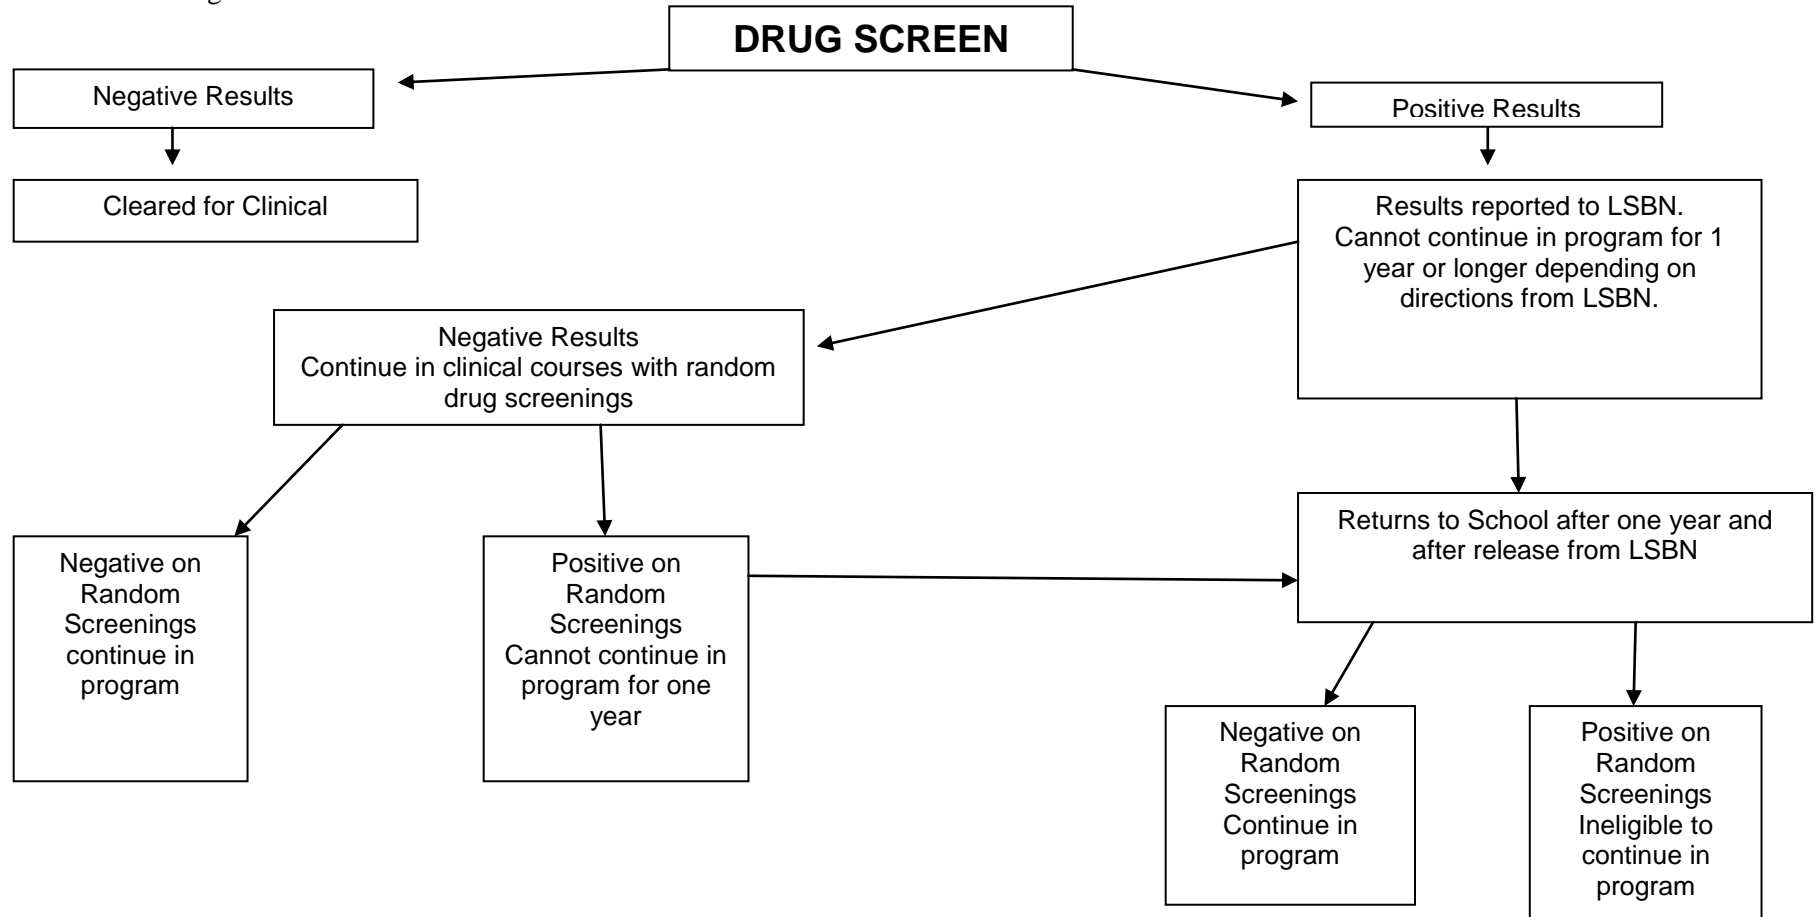 DRUG SCREEN
Negative Results
Positive Results
Cleared for Clinical
Results reported to LSBN.
Cannot continue in program for 1
year or longer depending on
directions from LSBN.
Negative Results
Continue in clinical courses with random
drug screenings
Returns to School after one year and
after release from LSBN
Negative on
Random
Screenings
continue in
program
Positive on
Random
Screenings
Cannot continue in
program for one
year
Negative on
Random
Screenings
Continue in
program
Positive on
Random
Screenings
Ineligible to
continue in
program